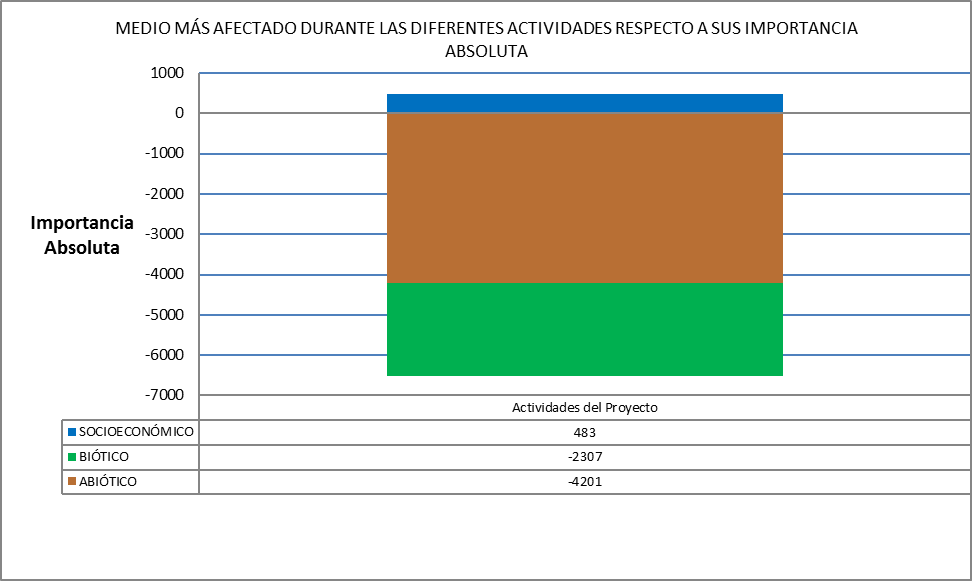 MEDIO MÁS AFECTADO DURANTE LAS DIFERENTES ACTIVIDADES RESPECTO A SUS IMPORTANCIA
ABSOLUTA
1000
0
-1000
-2000
-3000
-4000
-5000
-6000
-7000
Importancia
Absoluta
Actividades del Proyecto
SOCIOECONÓMICO 483
BIÓTICO -2307
ABIÓTICO -4201